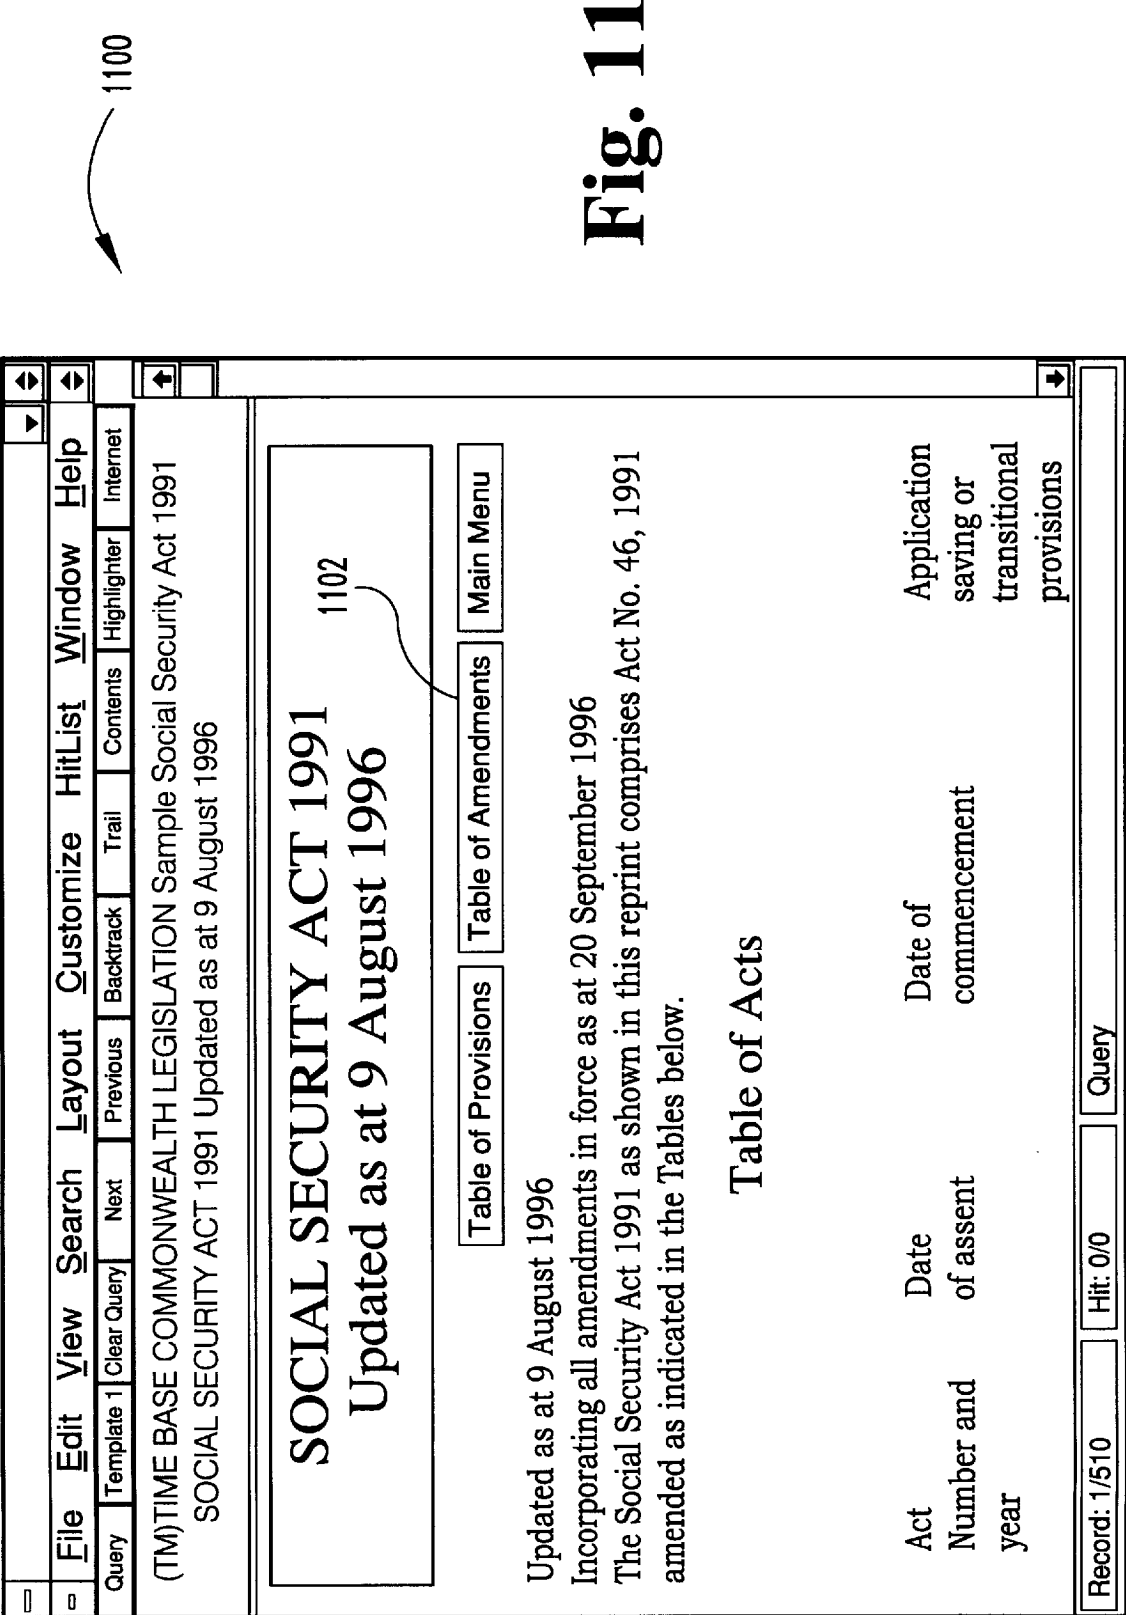 File Edit View Search Layout Customize HitList Window Help
Query Template 1 Clear Query Next Previous Backtrack Trail Contents Highlighter Internet
(TM)TIME BASE COMMONWEALTH LEGISLATION Sample Social Security Act 1991
SOCIAL SECURITY ACT 1991 Updated as at 9 August 1996
SOCIAL SECURITY ACT 1991
Updated as at 9 August 1996
1102
Table of Provisions Table of Amendments Main Menu
Updated as at 9 August 1996
Incorporating all amendments in force as at 20 September 1996
The Social Security Act 1991 as shown in this reprint comprises Act No. 46, 1991
amended as indicated in the Tables below.
Table of Acts
Act Date Date of Application
Number and of assent commencement saving or
year transitional
provisions
Record: 1/510 Hit: 0/0 Query
1100
Fig. 11